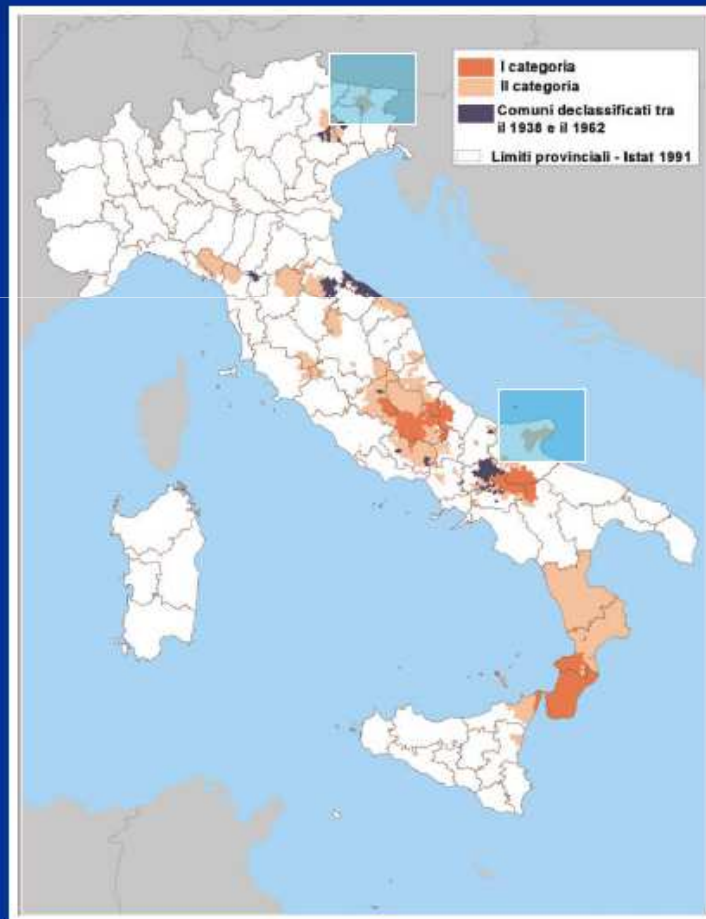 I categoria
II categoria
Comuni declassificati tra
il 1938 e il 1962
Limiti provinciali - Istat 1991